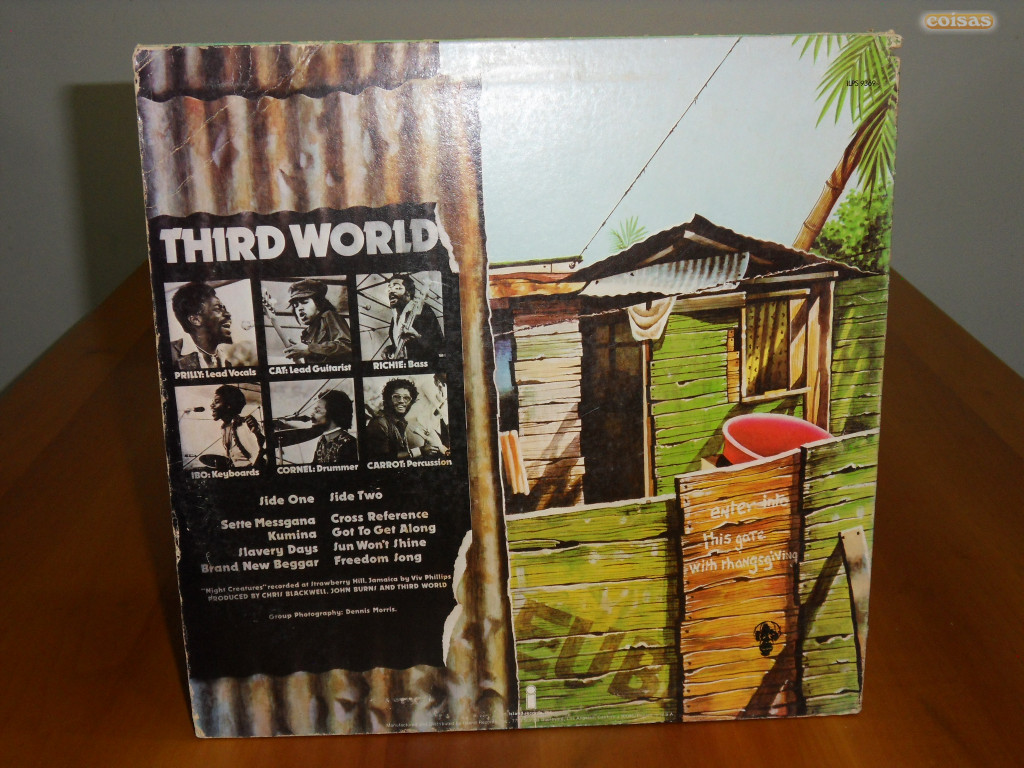 coisas
ILPS 9369
THIRD WORLD
PRILLY: Lead Vocals
CAT: Lead Guitarist
RICHIE: Bass
IBO: Keyboards
CORNEL: Drummer
CARROT: Percussion
Side One
Side Two
Sette Messgana
Cross Reference
Kumina
Got To Get Along
Slavery Days
Sun Won't Shine
Brand New Beggar
Freedom Song
"Night Creatures" recorded at Strawberry Hill, Jamaica by Viv Phillips
PRODUCED BY CHRIS BLACKWELL, JOHN BURNS AND THIRD WORLD
Group Photography: Dennis Morris.
enter into
this gate
with thangsgiving
CUB
i